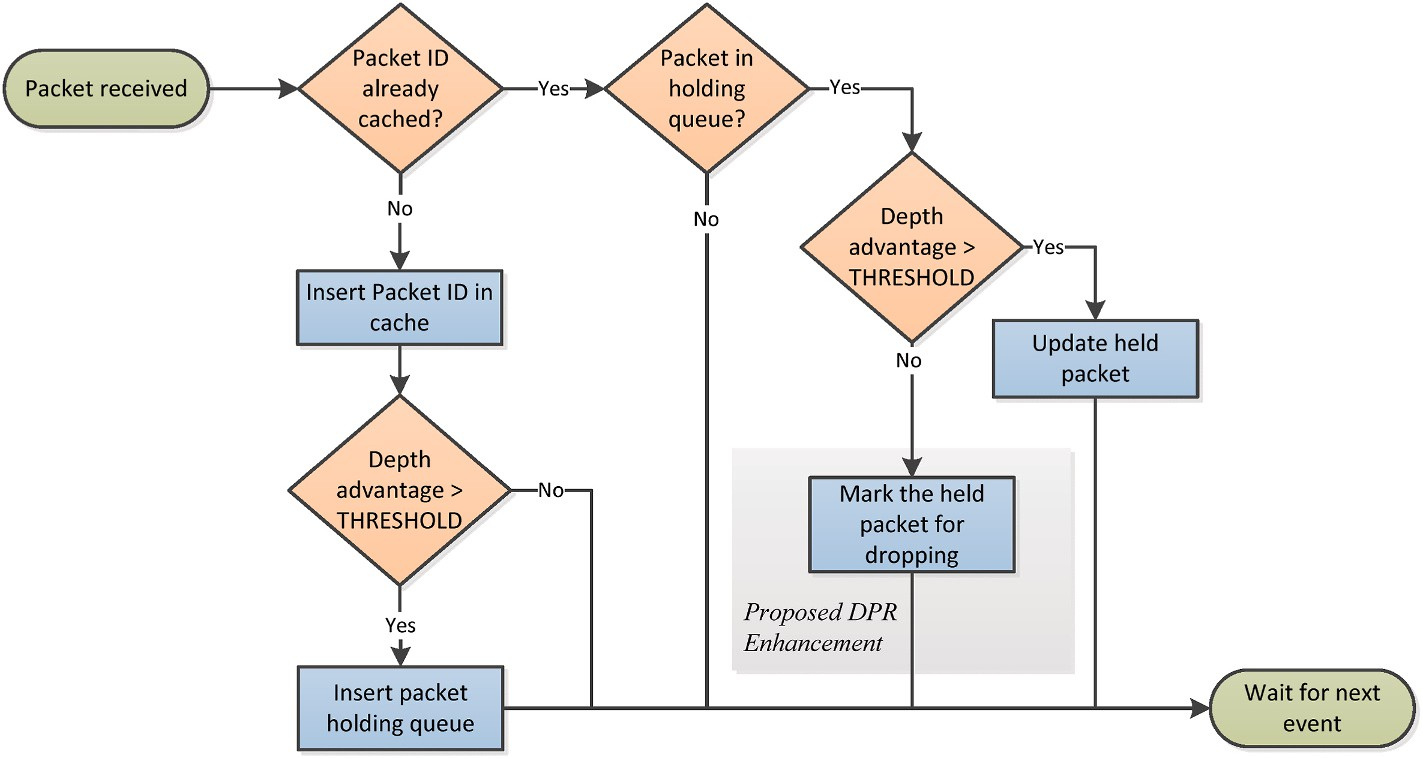 Packet received
Packet ID
already
cached?
Yes
Packet in
holding
queue?
Yes
No
No
Depth
advantage >
THRESHOLD
Yes
Insert Packet ID in
cache
Update held
packet
No
Depth
advantage >
THRESHOLD
No
Mark the held
packet for
dropping
Proposed DPR
Enhancement
Yes
Insert packet
holding queue
Wait for next
event